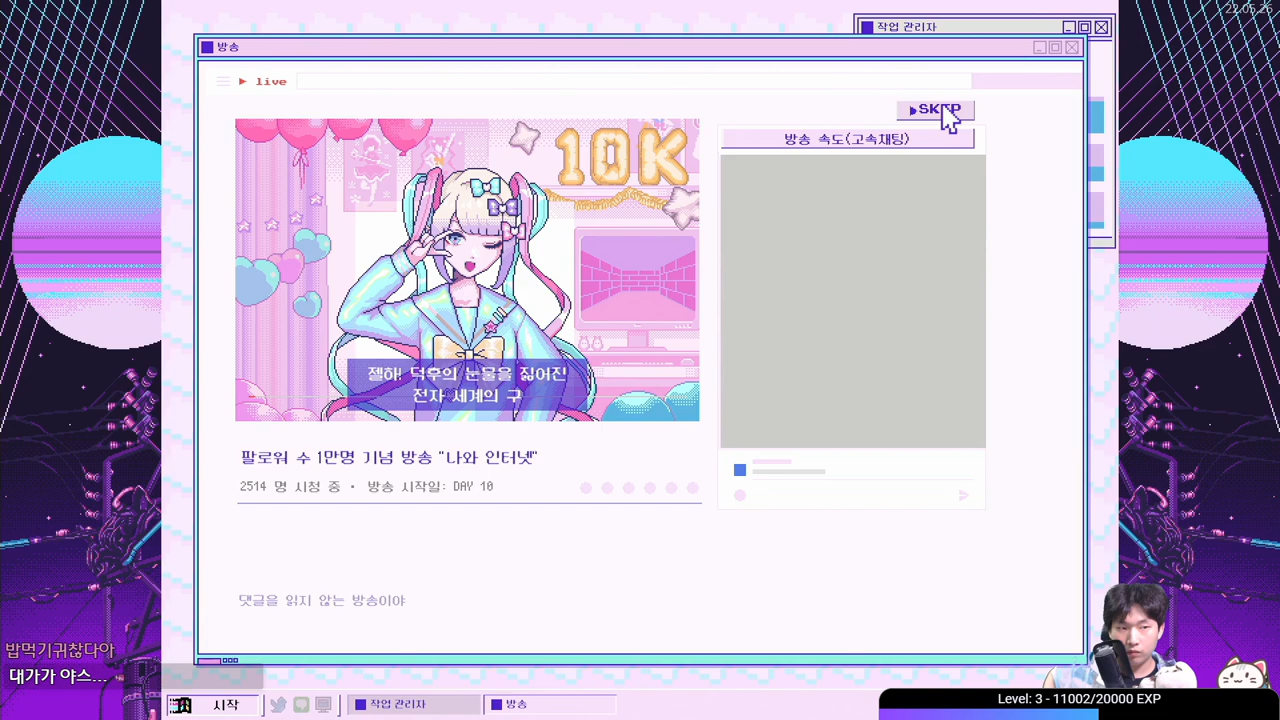 22.05.26
작업 관리자
방송
live
▶SKIP
방송 속도(고속채팅)
10K
젤해! 덕후의 눈물을 짊어진
전자 세계의 구
팔로워 수 1만명 기념 방송 "나와 인터넷"
2514 명 시청 중 • 방송 시작일: DAY 10
댓글을 읽지 않는 방송이야
밥먹기귀찮다아
대가가 야스...
Level: 3 - 11002/20000 EXP
시작
작업 관리자
방송